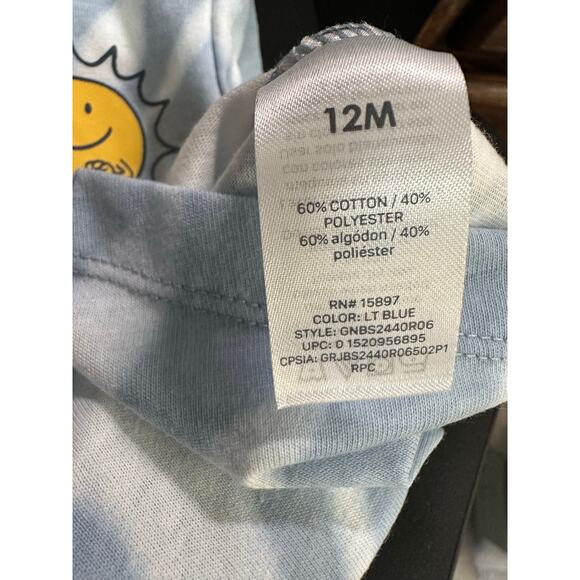 12M
60% COTTON / 40%
POLYESTER
60% algódon / 40%
poliéster
RN# 15897
COLOR: LT BLUE
STYLE: GNBS2440R06
UPC: 0 1520956895
CPSIA: GRJBS2440R06502P1
RPC